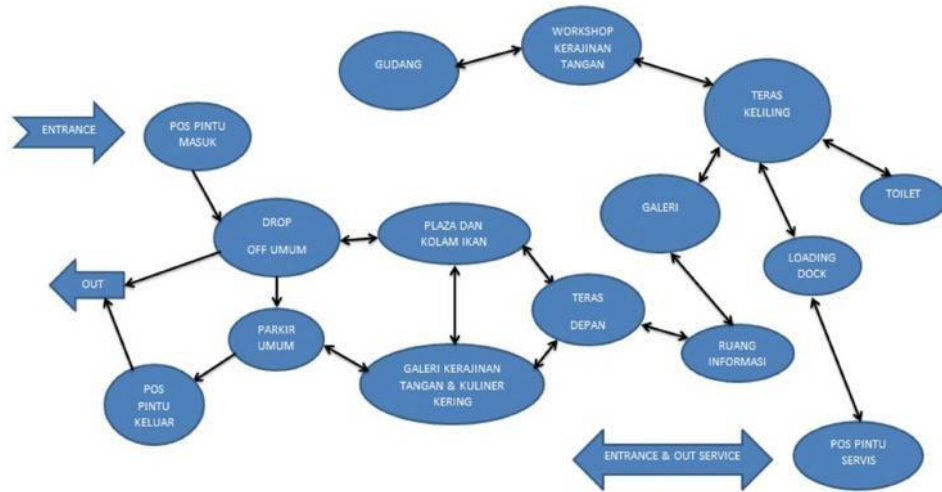 WORKSHOP
KERAJINAN
TANGAN
GUDANG
TERAS
KELILING
ENTRANCE
POS PINTU
MASUK
GALERI
TOILET
DROP
OFF UMUM
PLAZA DAN
KOLAM IKAN
LOADING
DOCK
OUT
TERAS
DEPAN
PARKIR
UMUM
RUANG
INFORMASI
GALERI KERAJINAN
TANGAN & KULINER
KERING
POS
PINTU
KELUAR
ENTRANCE & OUT SERVICE
POS PINTU
SERVIS